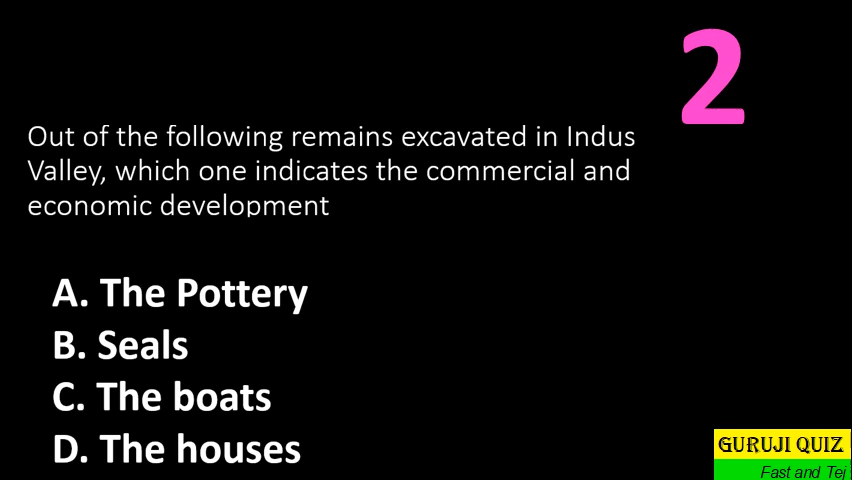 2
Out of the following remains excavated in Indus
Valley, which one indicates the commercial and
economic development
A. The Pottery
B. Seals
C. The boats
D. The houses
GURUJI QUIZ
Fast and Tej